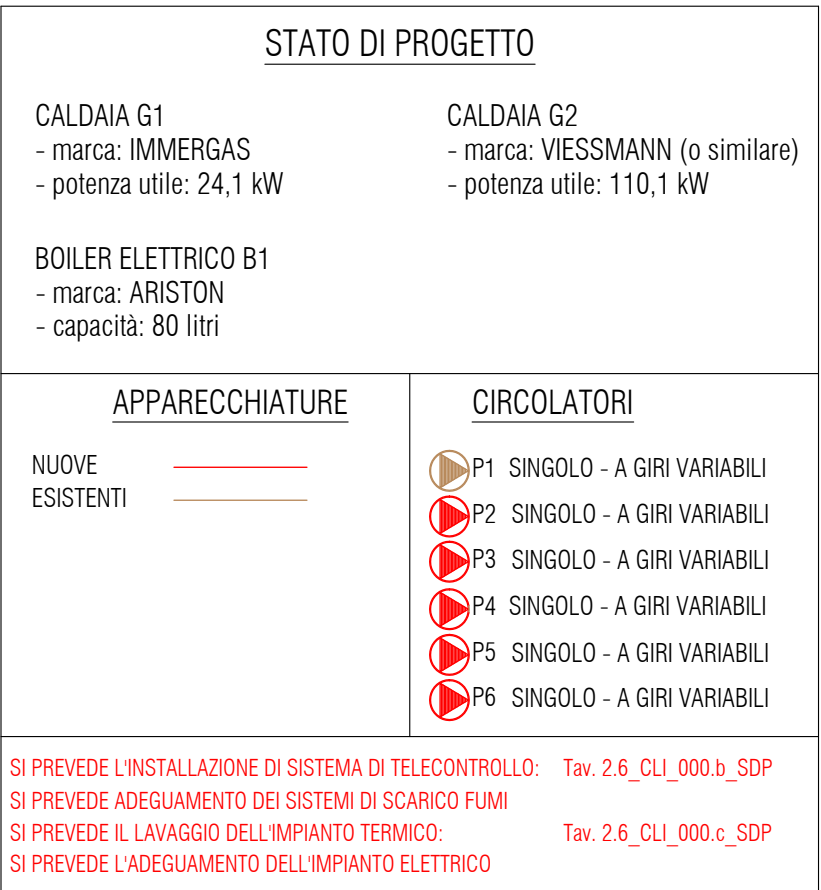 STATO DI PROGETTO
CALDAIA G1
- marca: IMMERGAS
- potenza utile: 24,1 kW
CALDAIA G2
- marca: VIESSMANN (o similare)
- potenza utile: 110,1 kW
BOILER ELETTRICO B1
- marca: ARISTON
- capacità: 80 litri
APPARECCHIATURE
NUOVE
ESISTENTI
CIRCOLATORI
P1 SINGOLO - A GIRI VARIABILI
P2 SINGOLO - A GIRI VARIABILI
P3 SINGOLO - A GIRI VARIABILI
P4 SINGOLO - A GIRI VARIABILI
P5 SINGOLO - A GIRI VARIABILI
P6 SINGOLO - A GIRI VARIABILI
SI PREVEDE L'INSTALLAZIONE DI SISTEMA DI TELECONTROLLO: Tav. 2.6_CLI_000.b_SDP
SI PREVEDE ADEGUAMENTO DEI SISTEMI DI SCARICO FUMI
SI PREVEDE IL LAVAGGIO DELL'IMPIANTO TERMICO: Tav. 2.6_CLI_000.c_SDP
SI PREVEDE L'ADEGUAMENTO DELL'IMPIANTO ELETTRICO